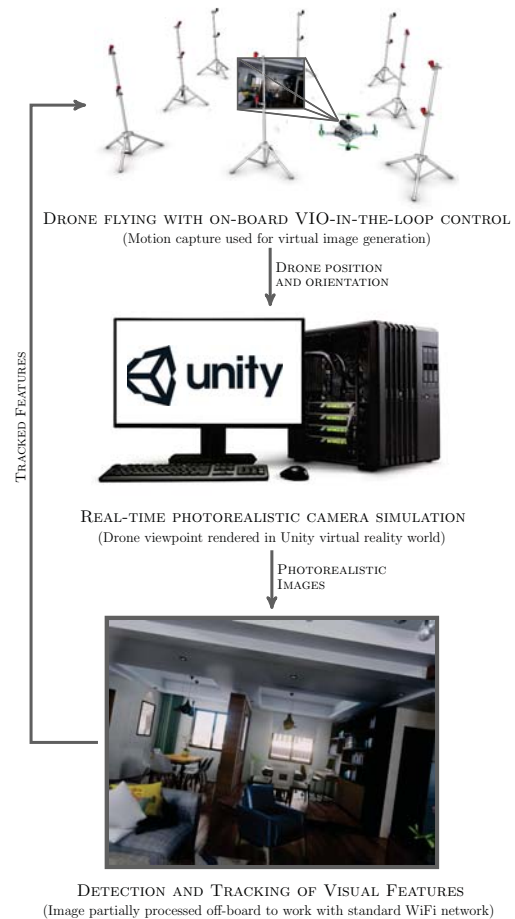 DRONE FLYING WITH ON-BOARD VIO-IN-THE-LOOP CONTROL
(Motion capture used for virtual image generation)
DRONE POSITION
AND ORIENTATION
unity
TRACKED FEATURES
REAL-TIME PHOTOREALISTIC CAMERA SIMULATION
(Drone viewpoint rendered in Unity virtual reality world)
PHOTOREALISTIC
IMAGES
DETECTION AND TRACKING OF VISUAL FEATURES
(Image partially processed off-board to work with standard WiFi network)